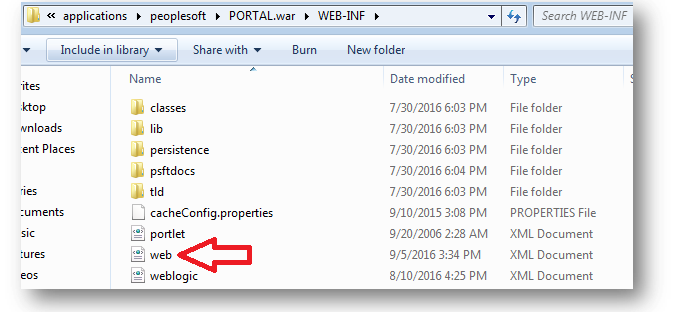 « applications ▸ peoplesoft ▸ PORTAL.war ▸ WEB-INF ▸ Search WEB-INF
Include in library ▾ Share with ▾ Burn New folder
Name Date modified Type
classes 7/30/2016 6:03 PM File folder
lib 7/30/2016 6:03 PM File folder
persistence 7/30/2016 6:03 PM File folder
psftdocs 7/30/2016 6:04 PM File folder
tld 7/30/2016 6:03 PM File folder
cacheConfig.properties 9/10/2015 3:08 PM PROPERTIES File
portlet 9/20/2006 2:28 AM XML Document
web 9/5/2016 3:34 PM XML Document
weblogic 8/10/2016 4:25 PM XML Document
rites
sktop
wnloads
ent Places
ries
cuments
sic
tures
eos